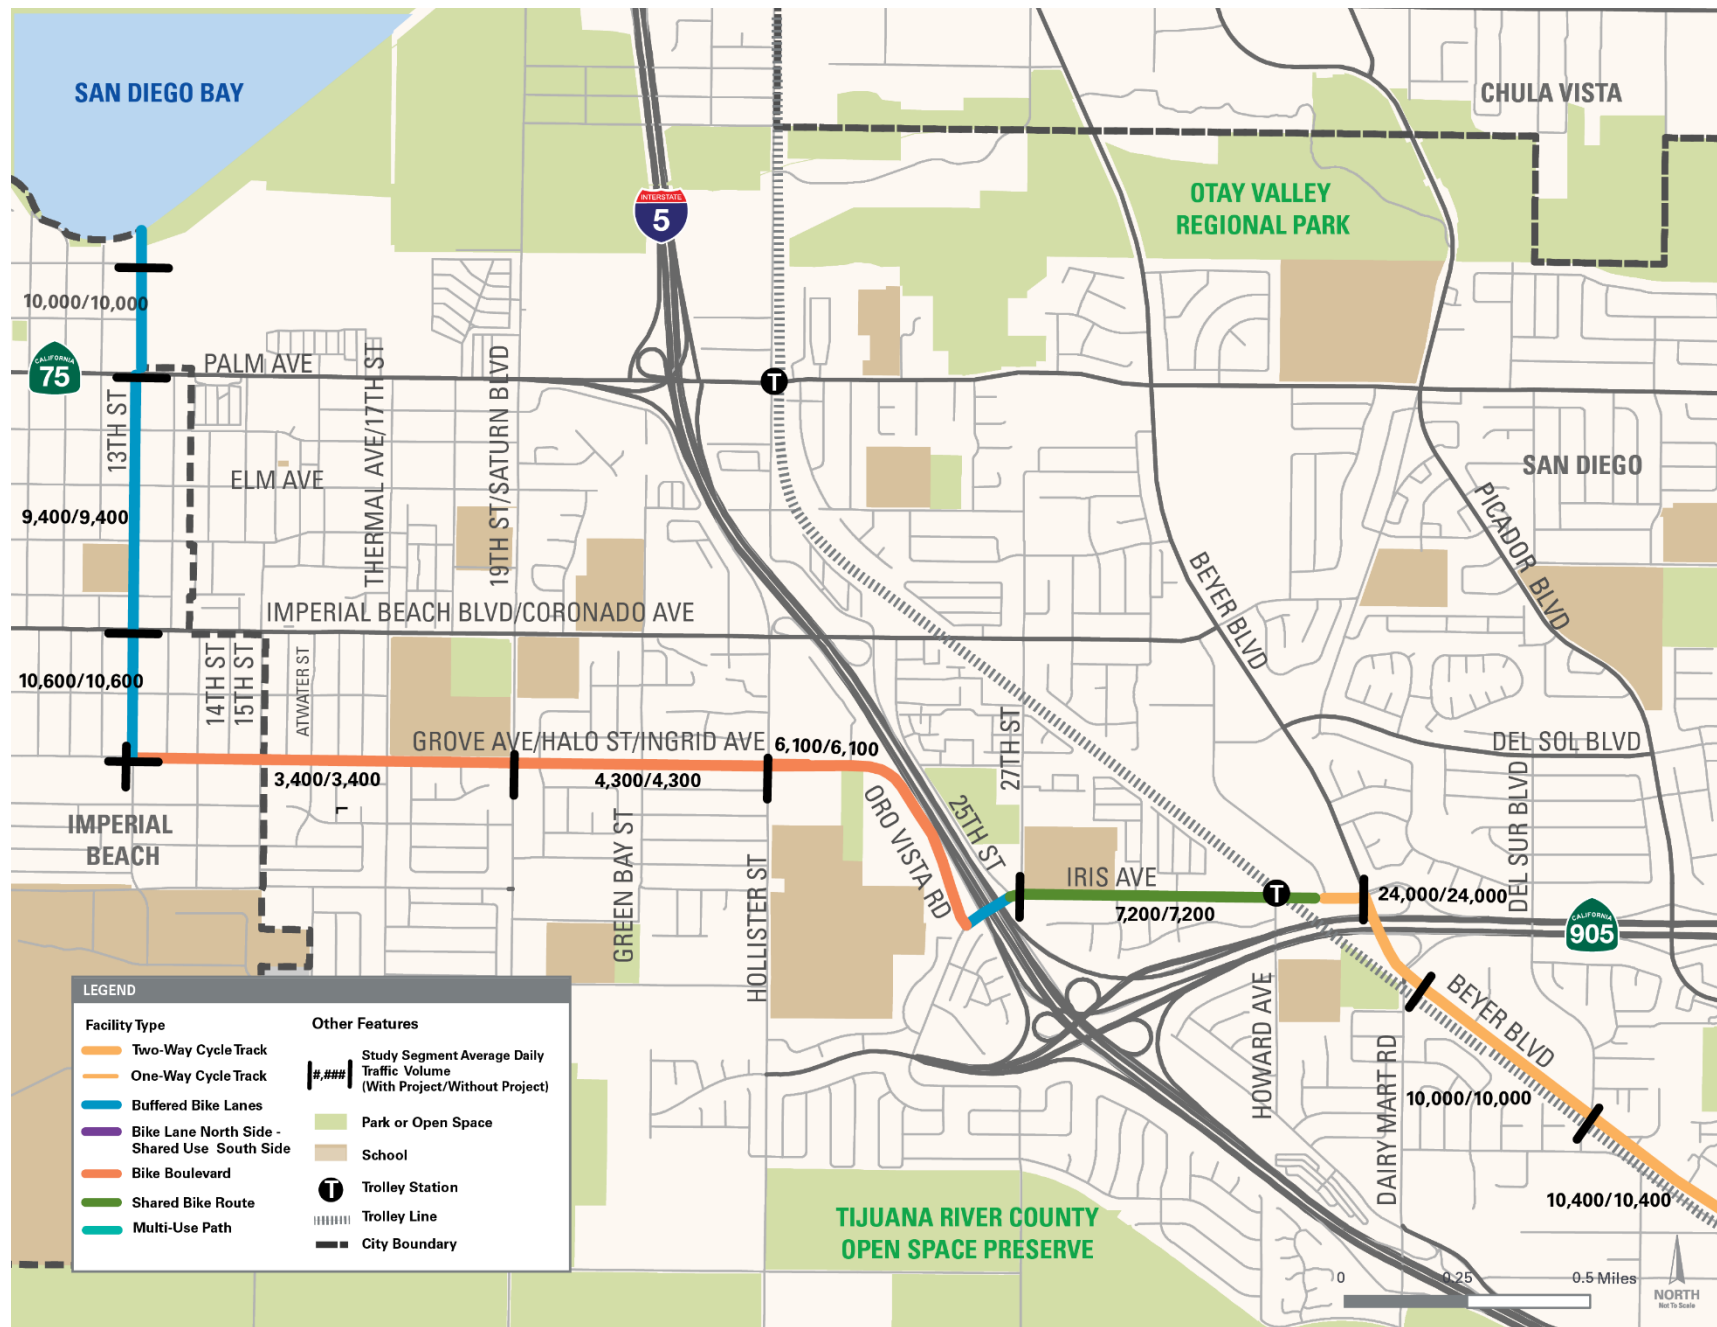 SAN DIEGO BAY
CHULA VISTA
INTERSTATE
5
OTAY VALLEY
REGIONAL PARK
10,000/10,000
CALIFORNIA
75
PALM AVE
13TH ST
THERMAL AVE/17TH ST
19TH ST/SATURN BLVD
T
ELM AVE
9,400/9,400
SAN DIEGO
PICADOR BLVD
BEYER BLVD
IMPERIAL BEACH BLVD/CORONADO AVE
10,600/10,600
14TH ST
15TH ST
ATWATER ST
GROVE AVE/HALO ST/INGRID AVE
6,100/6,100
27TH ST
DEL SOL BLVD
3,400/3,400
4,300/4,300
IMPERIAL
BEACH
GREEN BAY ST
HOLLISTER ST
ORO VISTA RD
25TH ST
IRIS AVE
T
7,200/7,200
24,000/24,000
DEL SUR BLVD
CALIFORNIA
905
HOWARD AVE
DAIRY MART RD
BEYER BLVD
10,000/10,000
10,400/10,400
TIJUANA RIVER COUNTY
OPEN SPACE PRESERVE
LEGEND
Facility Type
Two-Way Cycle Track
One-Way Cycle Track
Buffered Bike Lanes
Bike Lane North Side -
Shared Use South Side
Bike Boulevard
Shared Bike Route
Multi-Use Path
Other Features
#,###
Study Segment Average Daily
Traffic Volume
(With Project/Without Project)
Park or Open Space
School
T
Trolley Station
Trolley Line
City Boundary
0
0.25
0.5 Miles
NORTH
Not To Scale